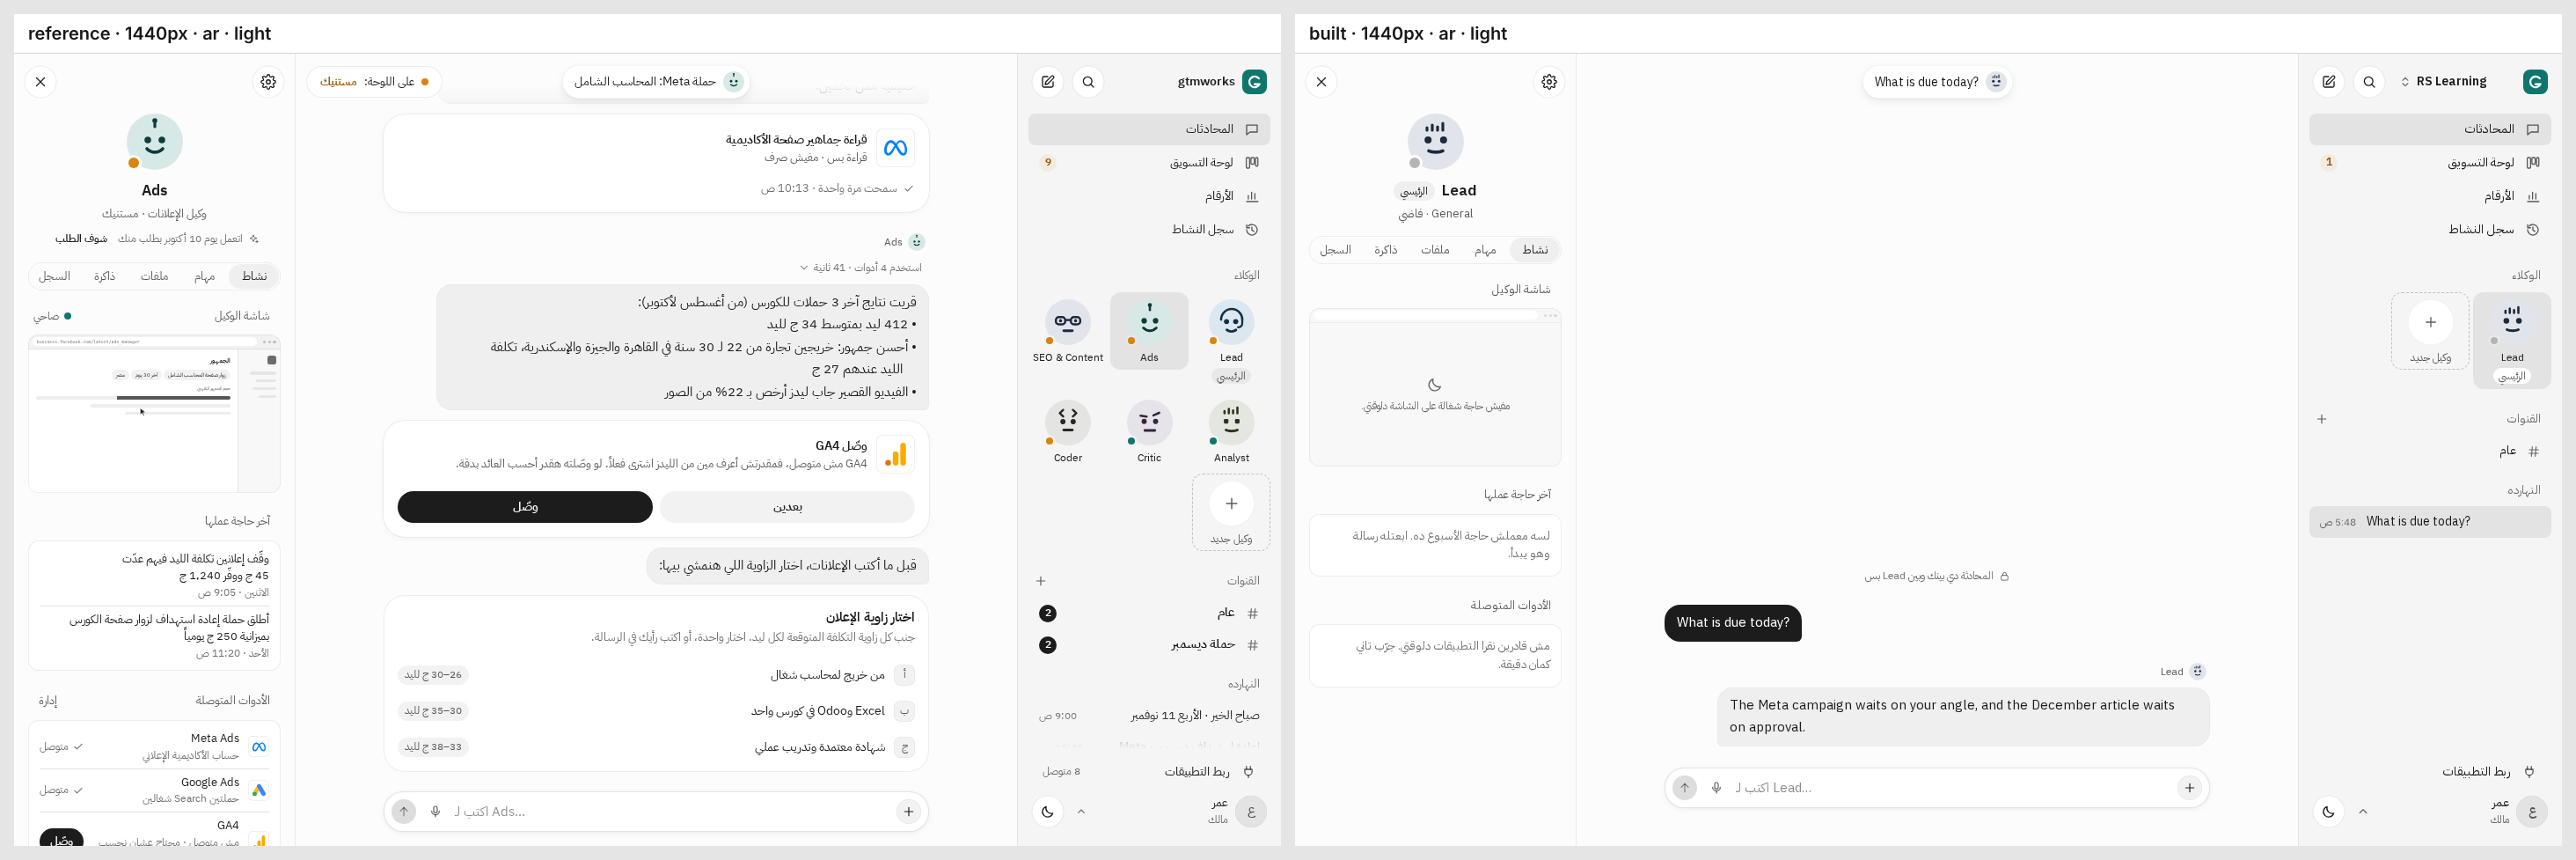 reference · 1440px · ar · light
gtmworks
المحادثات
لوحة التسويق
9
الأرقام
سجل النشاط
الوكلاء
Lead
الرئيسي
Ads
SEO & Content
Analyst
Critic
Coder
وكيل جديد
القنوات
# عام
2
# حملة ديسمبر
2
النهارده
صباح الخير · الأربع 11 نوفمبر
9:00 ص
ربط التطبيقات
8 متوصل
ع
عمر
مالك
حملة Meta: المحاسب الشامل
على اللوحة: مستنيك
قراءة جماهير صفحة الأكاديمية
قراءة بس · مفيش صرف
سمحت مرة واحدة · 10:13 ص
Ads
استخدم 4 أدوات · 41 ثانية
قريت نتايج آخر 3 حملات للكورس (من أغسطس لأكتوبر):
• 412 ليد بمتوسط 34 ج لليد
• أحسن جمهور: خريجين تجارة من 22 لـ 30 سنة في القاهرة والجيزة والإسكندرية، تكلفة
الليد عندهم 27 ج
• الفيديو القصير جاب ليدز أرخص بـ 22% من الصور
وصّل GA4
GA4 مش متوصل، فمقدرتش أعرف مين من الليدز اشترى فعلاً. لو وصّلته هقدر أحسب العائد بدقة.
بعدين
وصّل
قبل ما أكتب الإعلانات، اختار الزاوية اللي هنمشي بيها:
اختار زاوية الإعلان
جنب كل زاوية التكلفة المتوقعة لكل ليد. اختار واحدة، أو اكتب رأيك في الرسالة.
أ
من خريج لمحاسب شغال
26–30 ج لليد
ب
Excel وOdoo في كورس واحد
30–35 ج لليد
ج
شهادة معتمدة وتدريب عملي
33–38 ج لليد
اكتب لـ Ads...
Ads
وكيل الإعلانات · مستنيك
اتعمل يوم 10 أكتوبر بطلب منك
شوف الطلب
نشاط
مهام
ملفات
ذاكرة
السجل
شاشة الوكيل
صاحي
الجمهور
آخر حاجة عملها
وقّف إعلانين تكلفة الليد فيهم عدّت
45 ج ووفّر 1,240 ج
الاثنين · 9:05 ص
أطلق حملة إعادة استهداف لزوار صفحة الكورس
بميزانية 250 ج يومياً
الأحد · 11:20 ص
الأدوات المتوصلة
إدارة
Meta Ads
حساب الأكاديمية الإعلاني
متوصل
Google Ads
حملتين Search شغالين
متوصل
GA4
وصّل
built · 1440px · ar · light
RS Learning
المحادثات
لوحة التسويق
1
الأرقام
سجل النشاط
الوكلاء
Lead
الرئيسي
وكيل جديد
القنوات
# عام
النهارده
What is due today?
5:48 ص
ربط التطبيقات
ع
عمر
مالك
What is due today?
المحادثة دي بينك وبين Lead بس
What is due today?
Lead
The Meta campaign waits on your angle, and the December article waits
on approval.
اكتب لـ Lead...
Lead
الرئيسي
General · فاضي
نشاط
مهام
ملفات
ذاكرة
السجل
شاشة الوكيل
مفيش حاجة شغالة على الشاشة دلوقتي.
آخر حاجة عملها
لسه معملش حاجة الأسبوع ده. ابعتله رسالة
وهو يبدأ.
الأدوات المتوصلة
مش قادرين نقرا التطبيقات دلوقتي. جرّب تاني
كمان دقيقة.